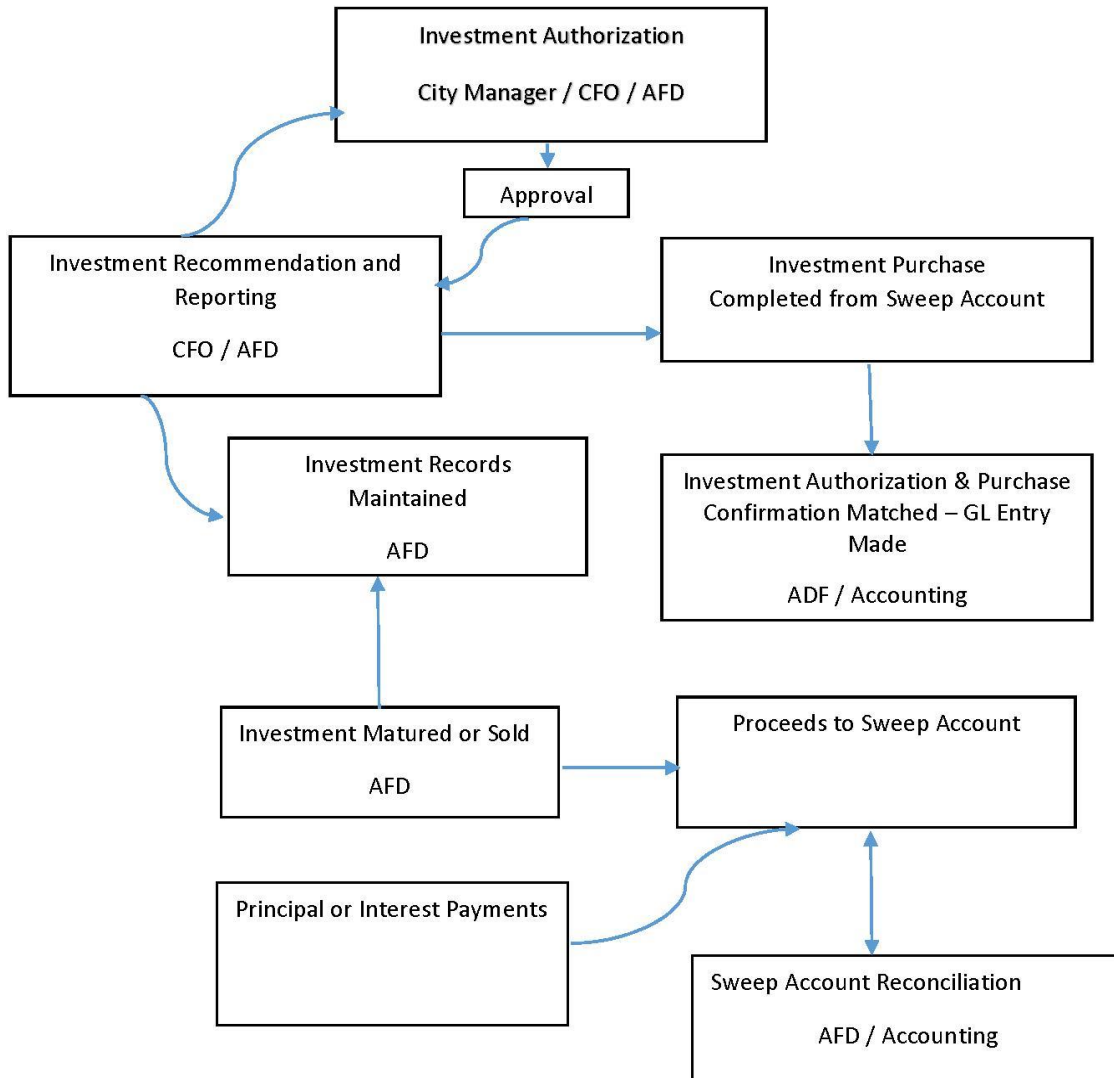 Investment Authorization
City Manager / CFO / AFD
Approval
Investment Recommendation and
Reporting
CFO / AFD
Investment Purchase
Completed from Sweep Account
Investment Records
Maintained
AFD
Investment Authorization & Purchase
Confirmation Matched – GL Entry
Made
ADF / Accounting
Investment Matured or Sold
AFD
Proceeds to Sweep Account
Principal or Interest Payments
Sweep Account Reconciliation
AFD / Accounting